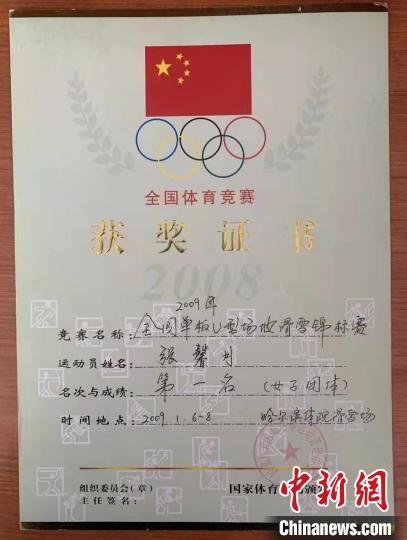 全国体育竞赛
获奖证书
2008
2009年
竞赛名称:全国单板U型场地滑雪锦标赛
运动员姓名 张馨
名次与成绩:第一名 (女子团体)
时间地点:2009.1.6-8 哈尔滨体院滑雪场
组织委员会(章)
国家体育
主任签名:
中新网
www.chinanews.com